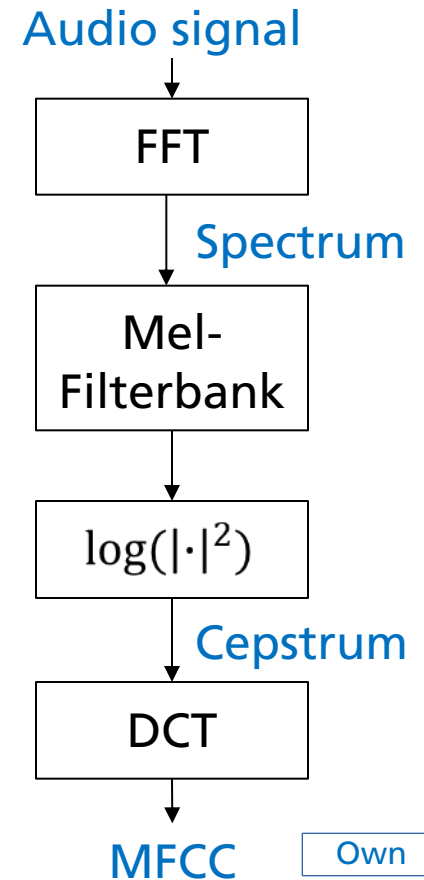 Audio signal
FFT
Spectrum
Mel-
Filterbank
log(|·|²)
Cepstrum
DCT
MFCC
Own